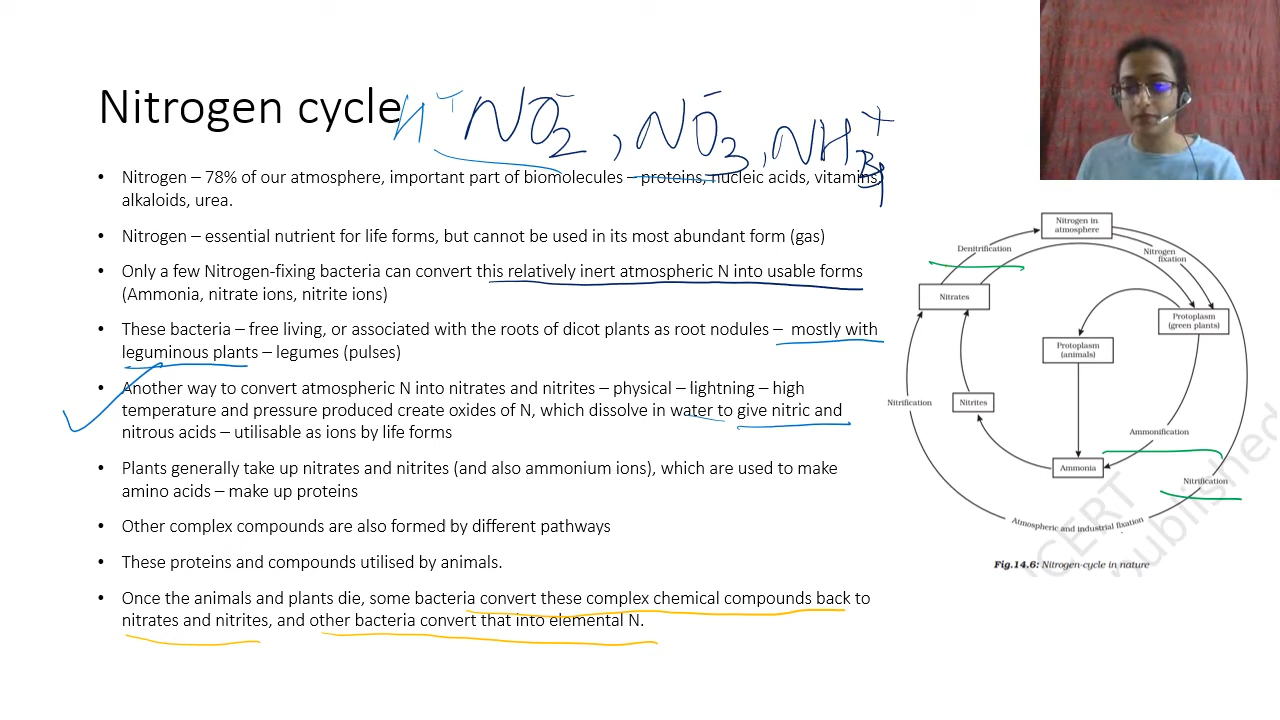 Nitrogen cycle
H⁺ NO₂⁻, NO₃⁻, NH₃⁺
• Nitrogen – 78% of our atmosphere, important part of biomolecules – proteins, nucleic acids, vitamins,
alkaloids, urea.
• Nitrogen – essential nutrient for life forms, but cannot be used in its most abundant form (gas)
• Only a few Nitrogen-fixing bacteria can convert this relatively inert atmospheric N into usable forms
(Ammonia, nitrate ions, nitrite ions)
• These bacteria – free living, or associated with the roots of dicot plants as root nodules – mostly with
leguminous plants – legumes (pulses)
• Another way to convert atmospheric N into nitrates and nitrites – physical – lightning – high
temperature and pressure produced create oxides of N, which dissolve in water to give nitric and
nitrous acids – utilisable as ions by life forms
• Plants generally take up nitrates and nitrites (and also ammonium ions), which are used to make
amino acids – make up proteins
• Other complex compounds are also formed by different pathways
• These proteins and compounds utilised by animals.
• Once the animals and plants die, some bacteria convert these complex chemical compounds back to
nitrates and nitrites, and other bacteria convert that into elemental N.
Nitrogen in
atmosphere
Denitrification
Nitrogen
fixation
Nitrates
Protoplasm
(green plants)
Protoplasm
(animals)
Nitrification
Nitrites
Ammonification
Ammonia
Nitrification
Atmospheric and industrial fixation
Fig.14.6: Nitrogen-cycle in nature
NCERT
published